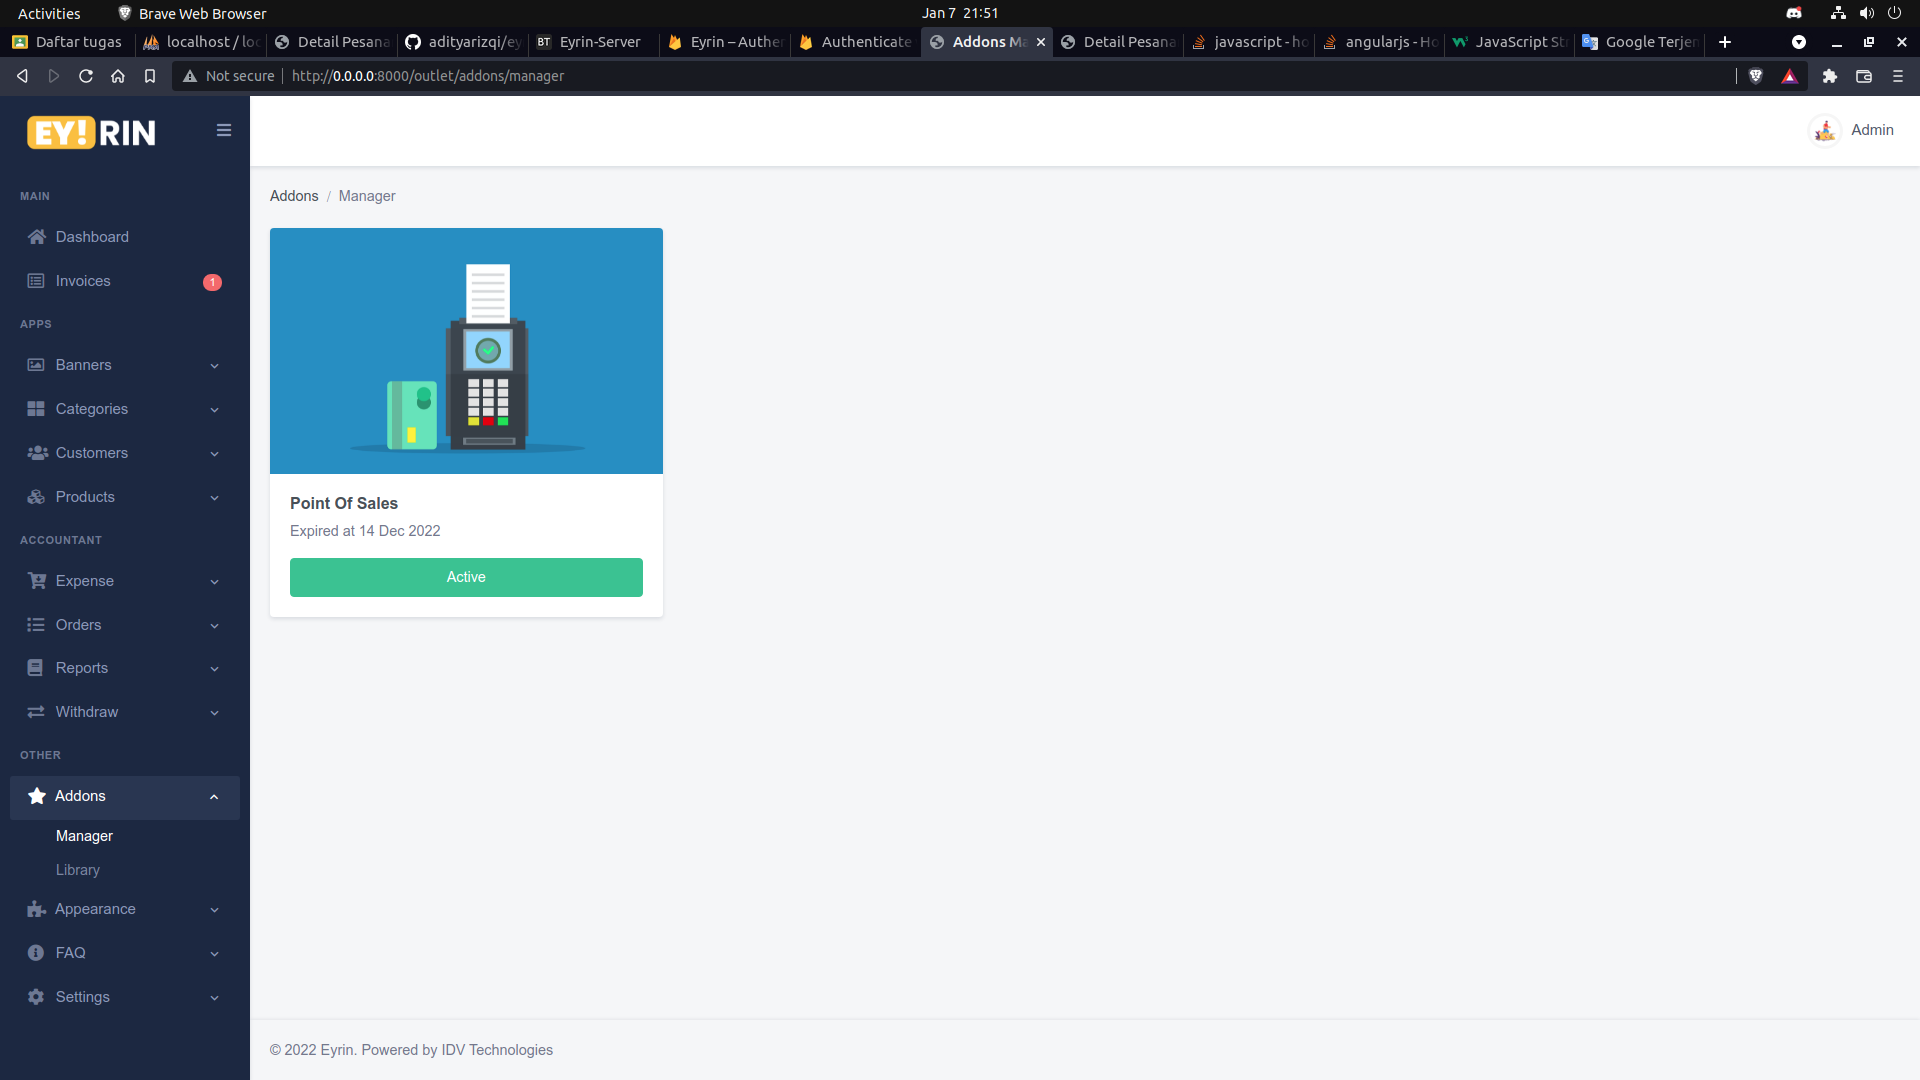 Activities
Brave Web Browser
Jan 7 21:51
Daftar tugas
localhost / loc
Detail Pesana
adityarizqi/ey
BT Eyrin-Server
Eyrin – Auther
Authenticate
Addons Ma
Detail Pesana
javascript - ho
angularjs - Ho
JavaScript Str
Google Terjem
Not secure
http://0.0.0.0:8000/outlet/addons/manager
EY!RIN
Admin
MAIN
Dashboard
Invoices
1
APPS
Banners
Categories
Customers
Products
ACCOUNTANT
Expense
Orders
Reports
Withdraw
OTHER
Addons
Manager
Library
Appearance
FAQ
Settings
Addons / Manager
Point Of Sales
Expired at 14 Dec 2022
Active
© 2022 Eyrin. Powered by IDV Technologies